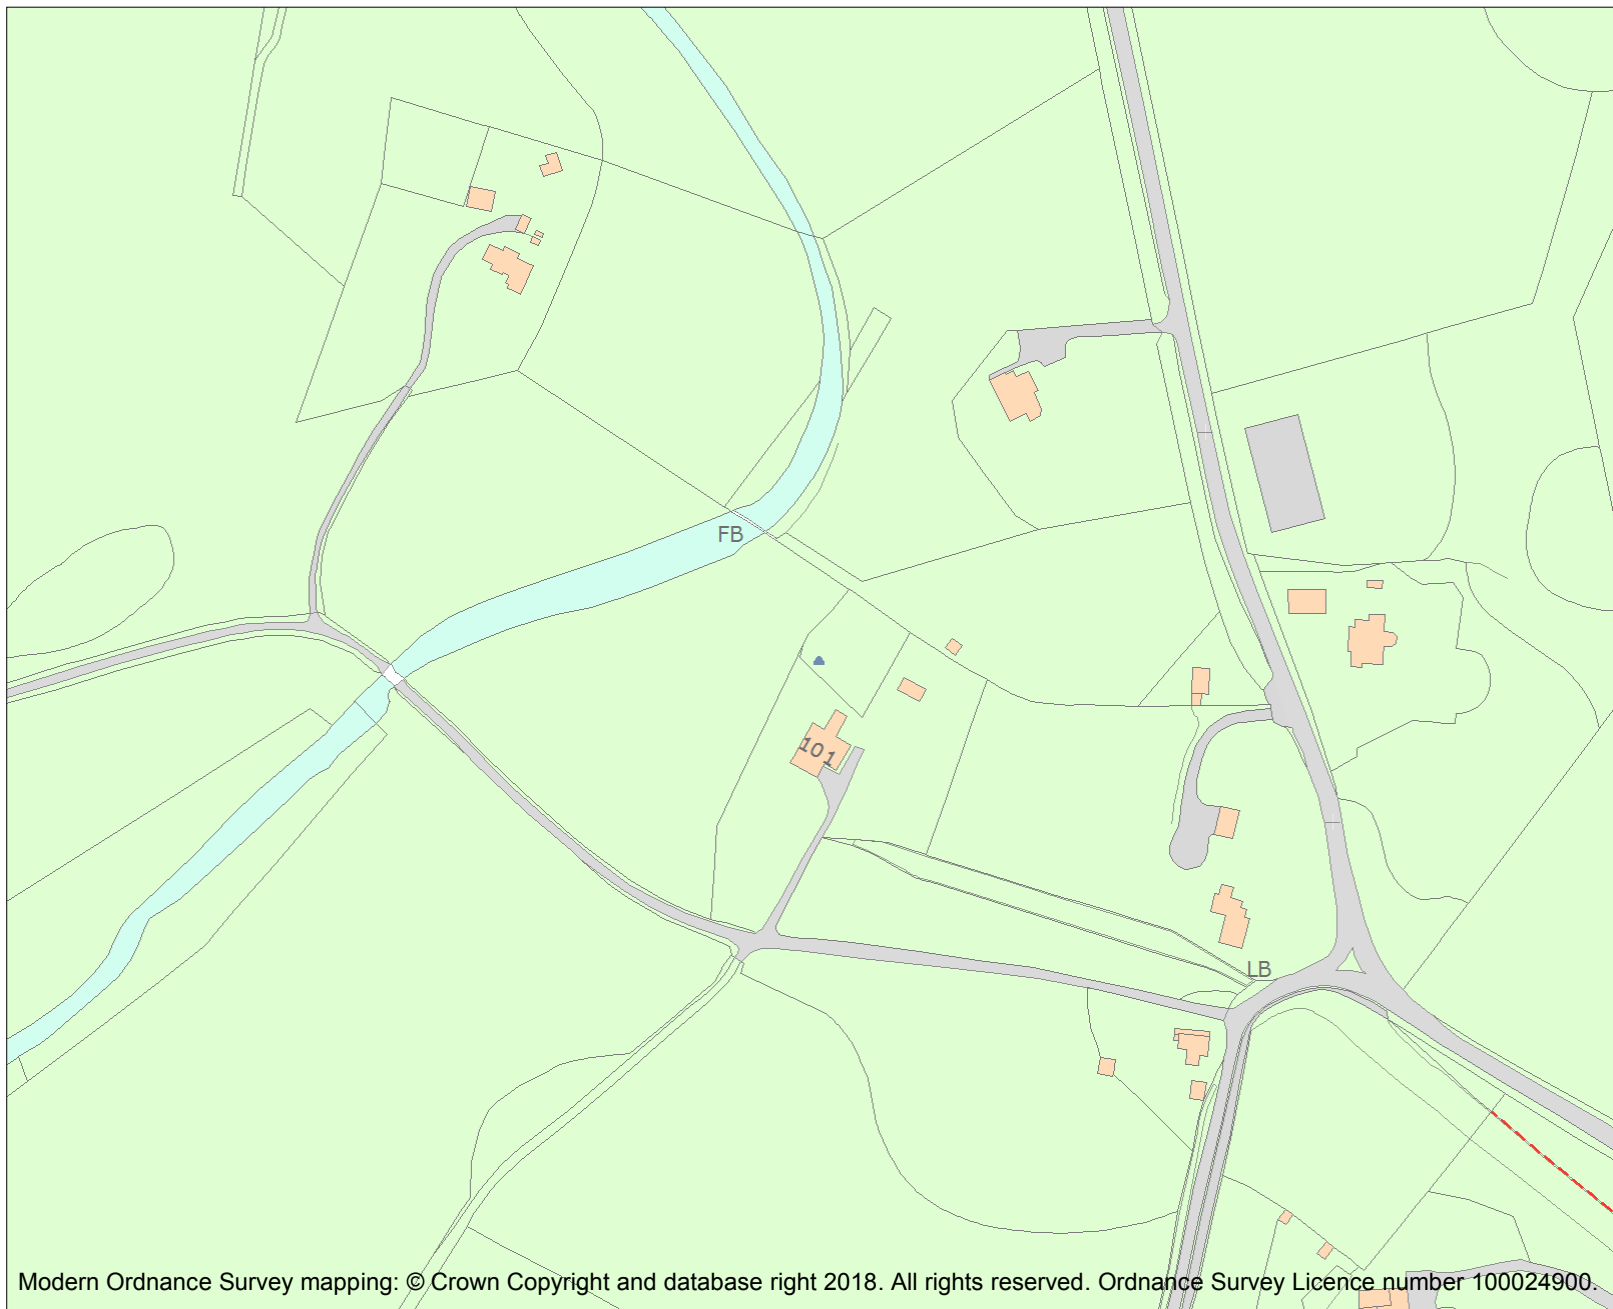 FB
101
LB
Modern Ordnance Survey mapping: © Crown Copyright and database right 2018. All rights reserved. Ordnance Survey Licence number 100024900.